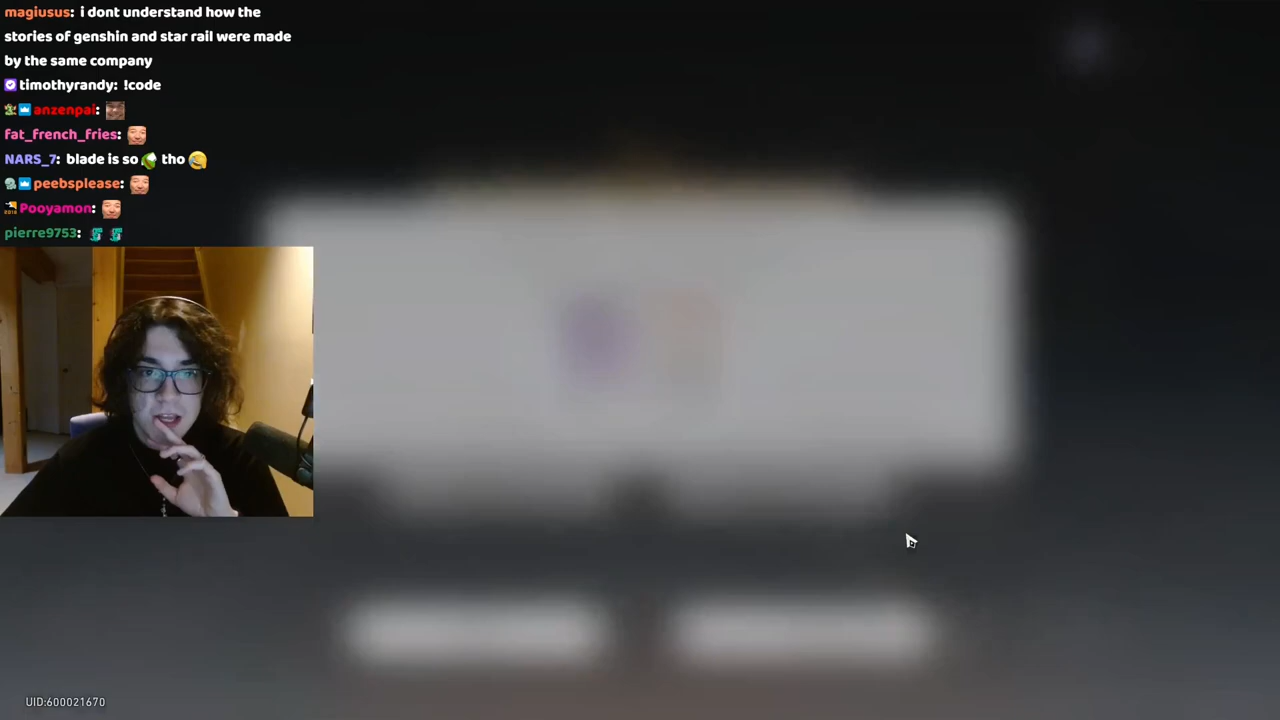 magiusus: i dont understand how the
stories of genshin and star rail were made
by the same company
timothyrandy: !code
anzenpai:
fat_french_fries:
NARS_7: blade is so tho
peebsplease:
Pooyamon:
pierre9753:
UID:600021670